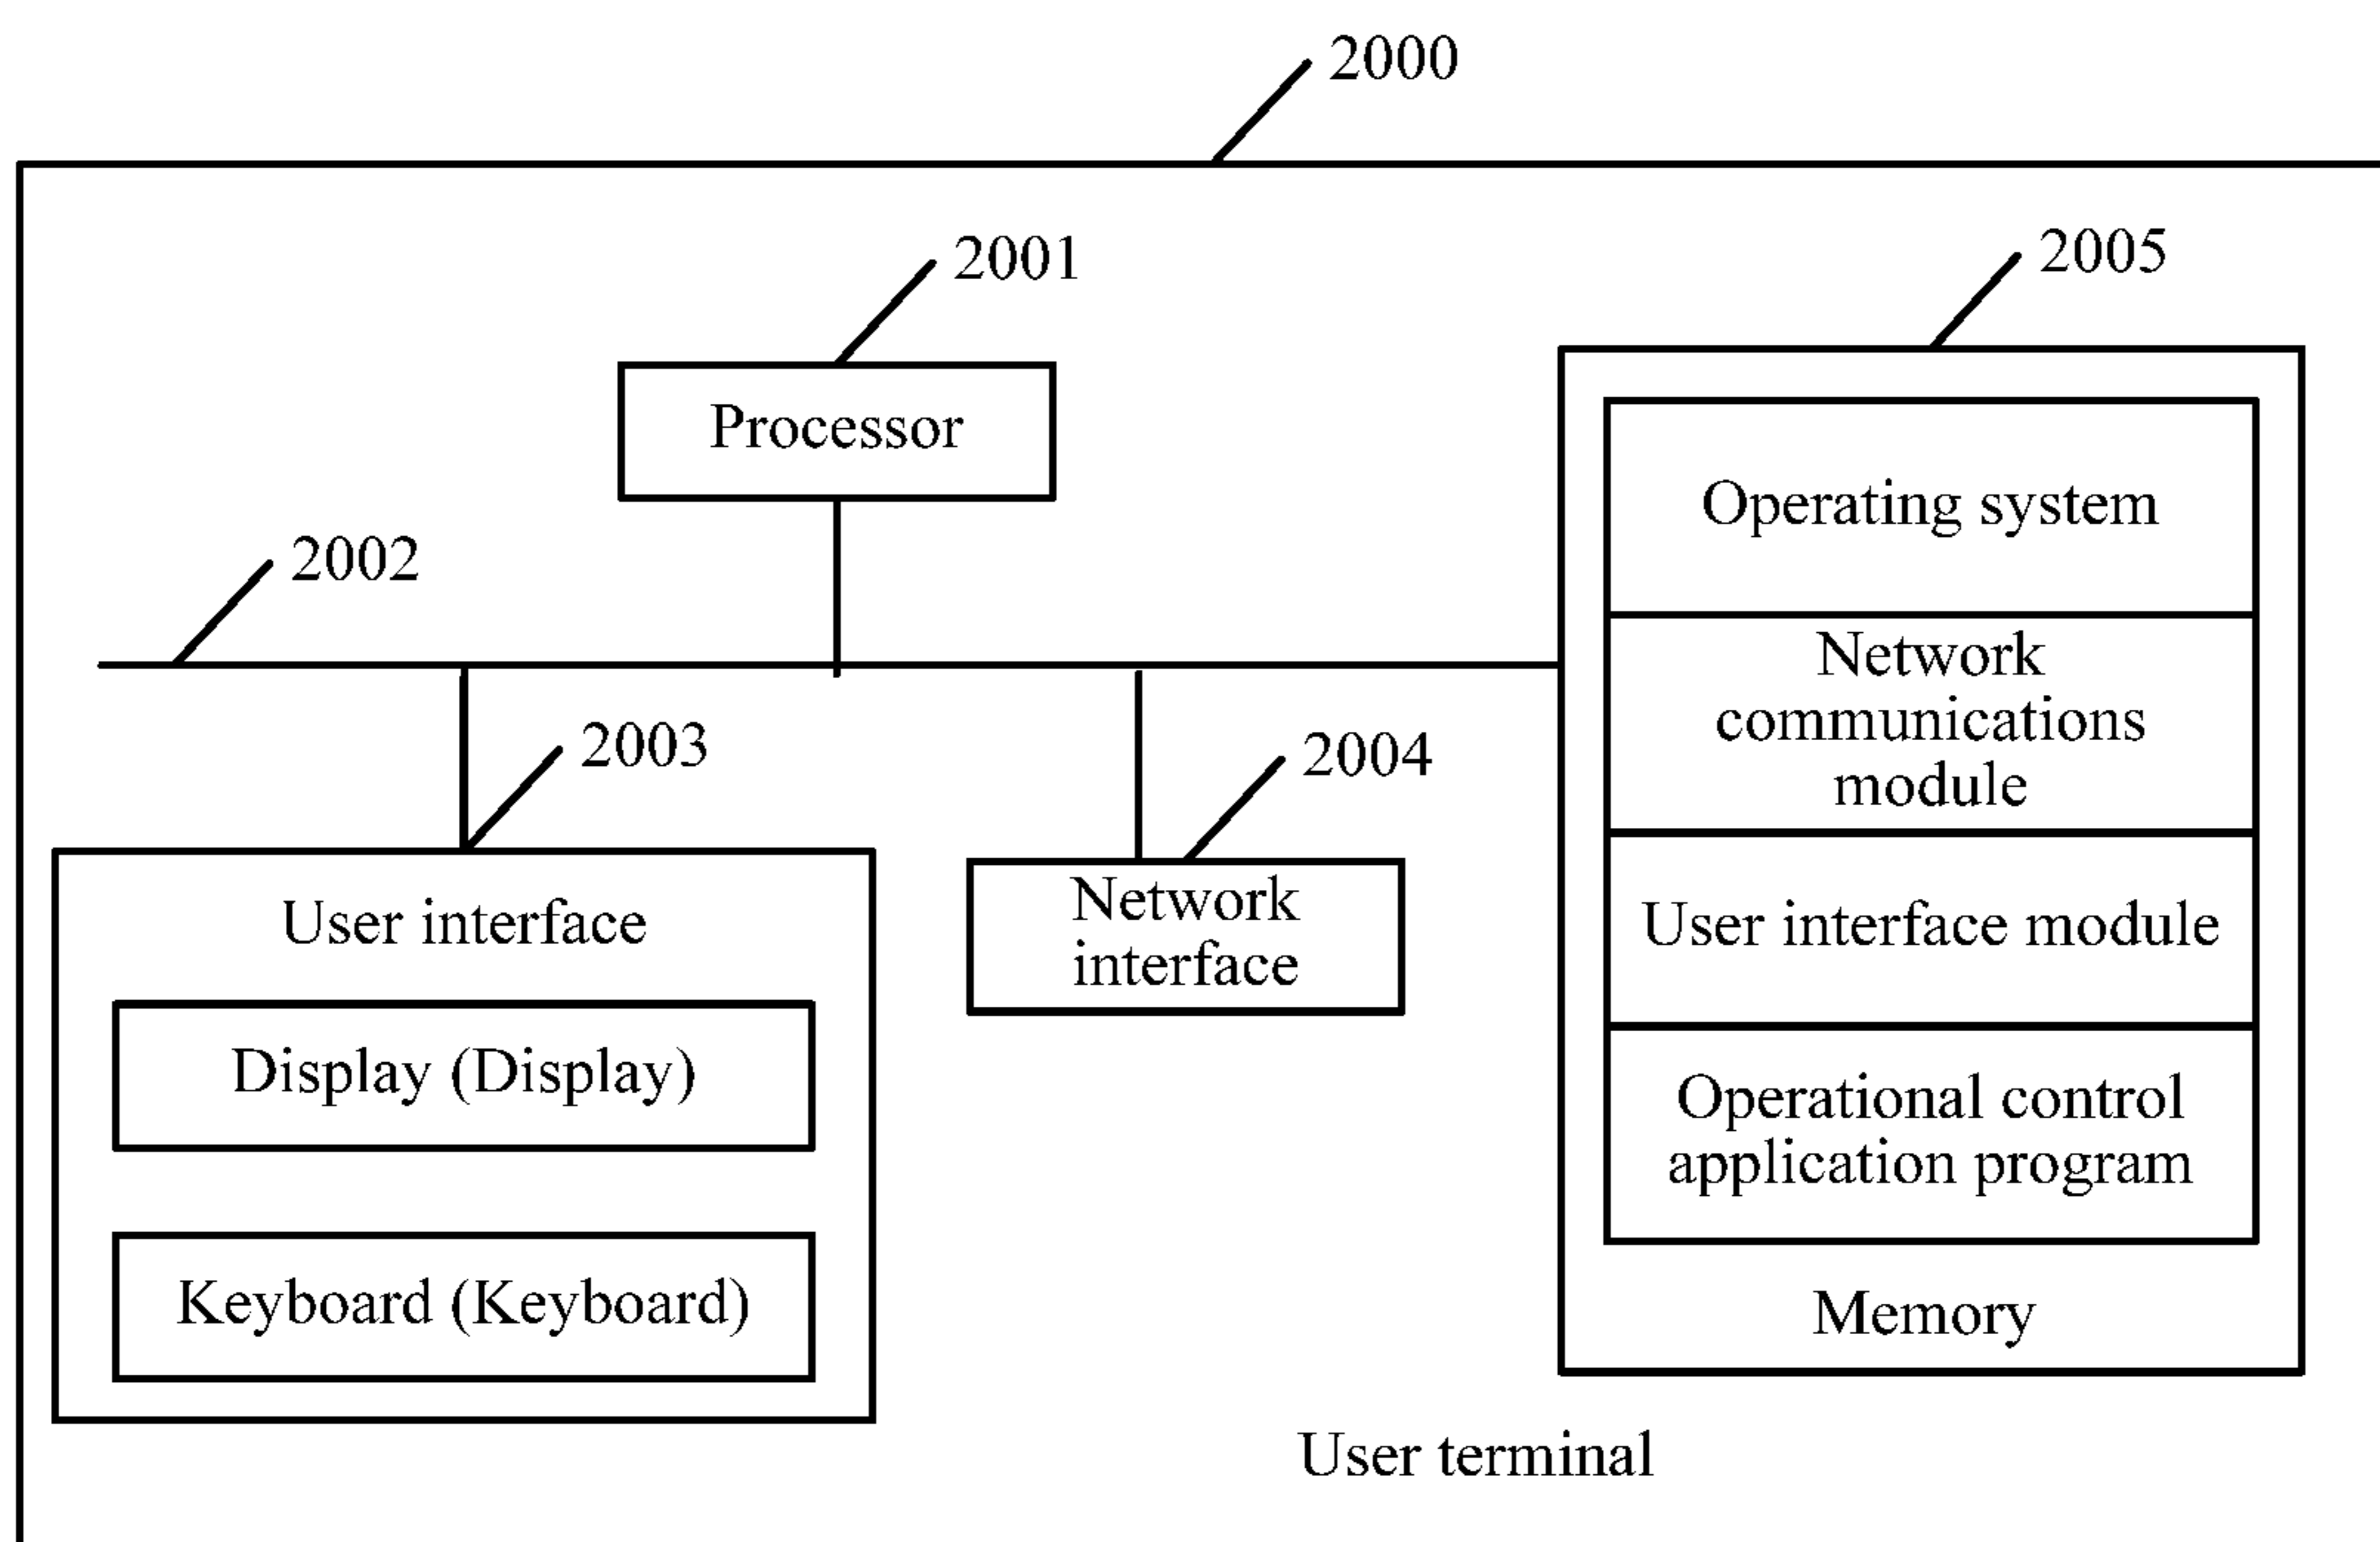 2000
2001
2005
Processor
Operating system
2002
Network
communications
module
2003
2004
User interface
Network
interface
User interface module
Display (Display)
Operational control
application program
Keyboard (Keyboard)
Memory
User terminal